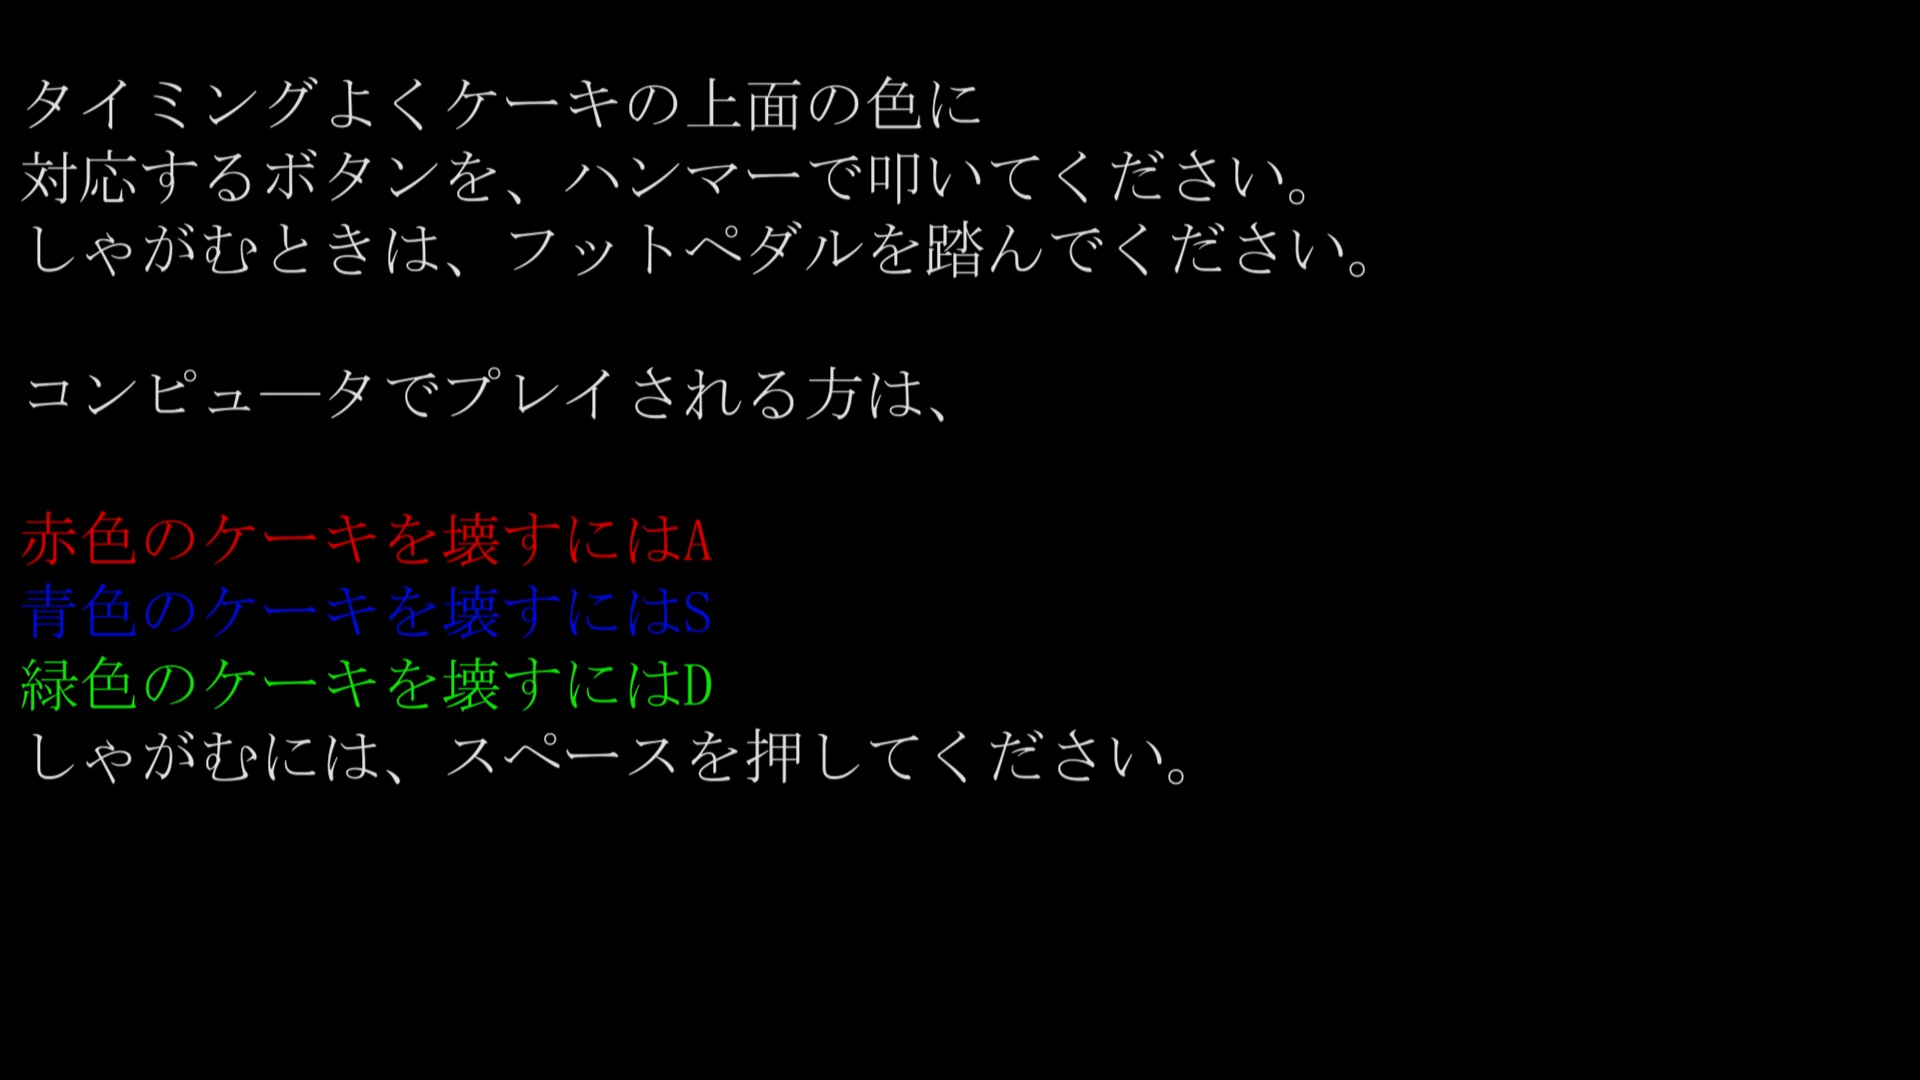 タイミングよくケーキの上面の色に
対応するボタンを、ハンマーで叩いてください。
しゃがむときは、フットペダルを踏んでください。
コンピュ―タでプレイされる方は、
赤色のケーキを壊すにはA
青色のケーキを壊すにはS
緑色のケーキを壊すにはD
しゃがむには、スペースを押してください。